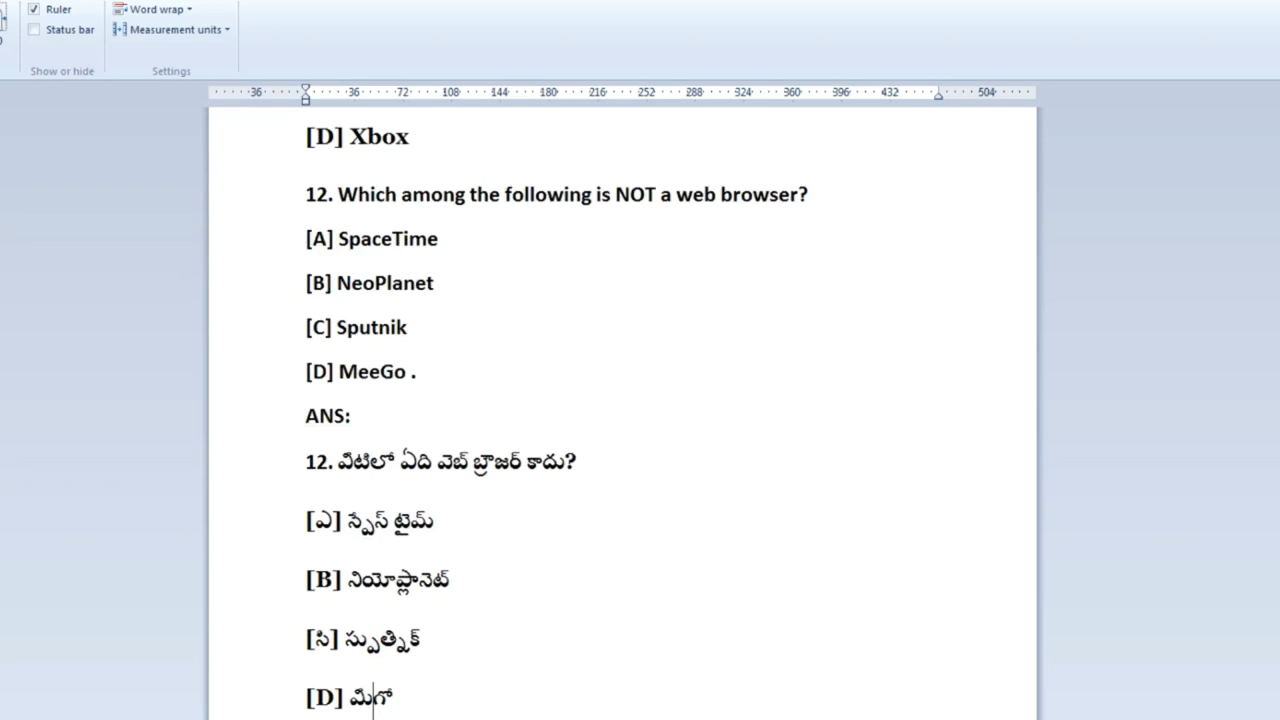 Ruler
Word wrap
Status bar
Measurement units
Show or hide
Settings
36 36 72 108 144 180 216 252 288 324 360 396 432 504
[D] Xbox
12. Which among the following is NOT a web browser?
[A] SpaceTime
[B] NeoPlanet
[C] Sputnik
[D] MeeGo .
ANS:
12. వీటిలో ఏది వెబ్ బ్రౌజర్ కాదు?
[ఎ] స్పేస్ టైమ్
[B] నియోప్లానెట్
[సి] స్పుత్నిక్
[D] మీగో